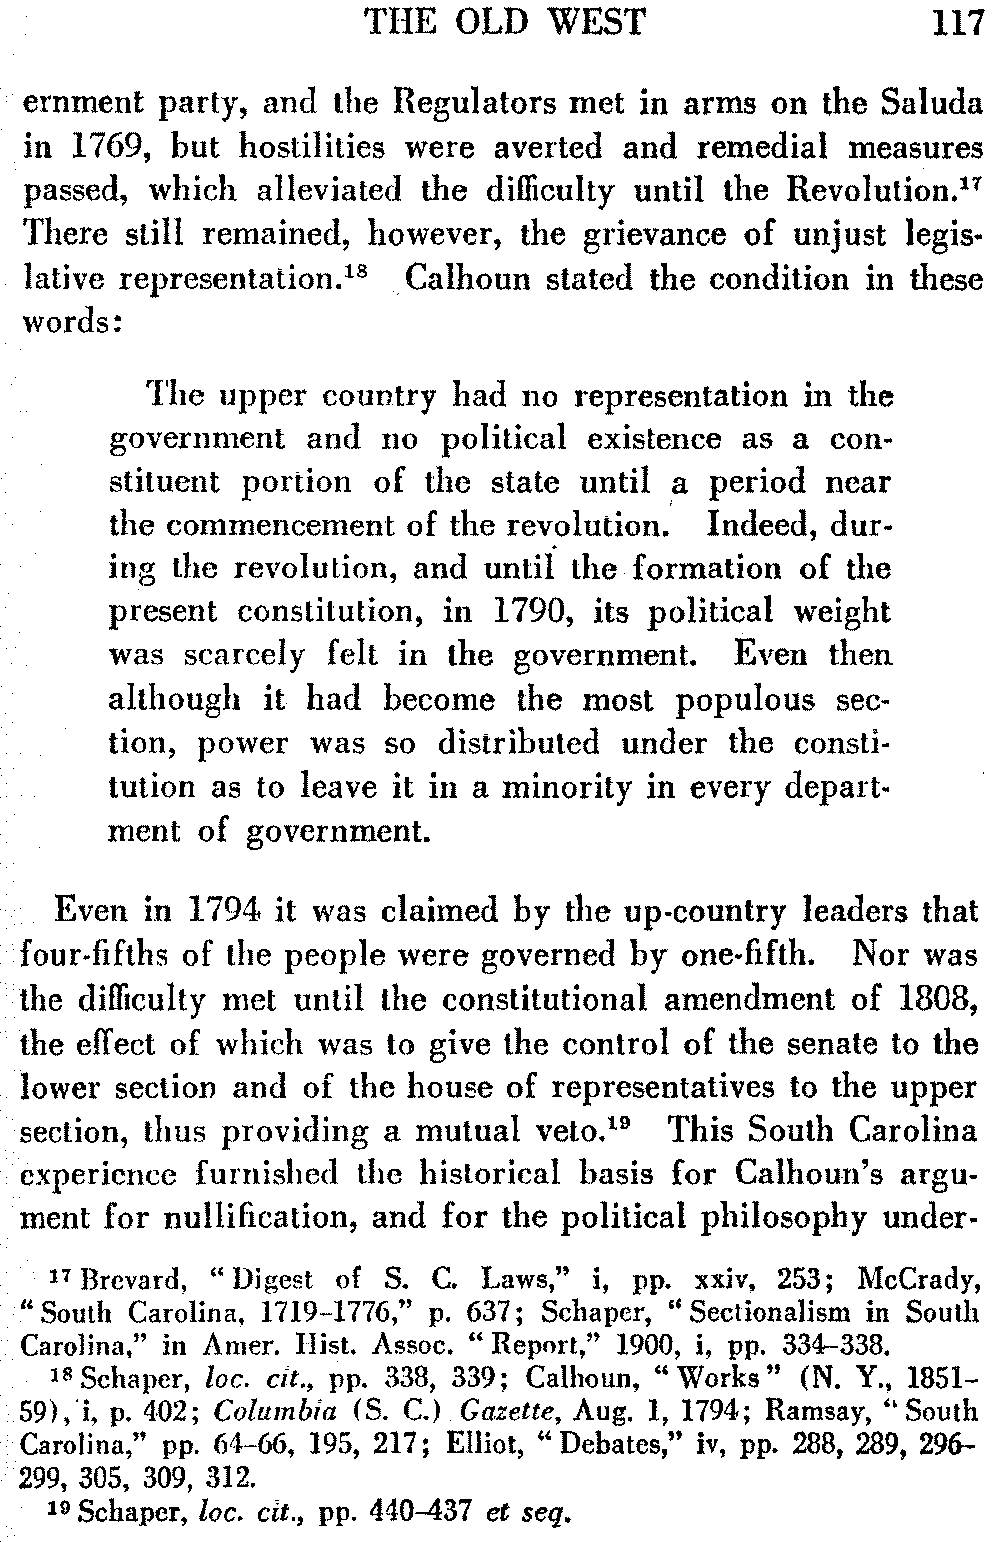 THE OLD WEST 117
ernment party, and the Regulators met in arms on the Saluda
in 1769, but hostilities were averted and remedial measures
passed, which alleviated the difficulty until the Revolution.¹⁷
There still remained, however, the grievance of unjust legis-
lative representation.¹⁸ Calhoun stated the condition in these
words:
The upper country had no representation in the
government and no political existence as a con-
stituent portion of the state until a period near
the commencement of the revolution. Indeed, dur-
ing the revolution, and until the formation of the
present constitution, in 1790, its political weight
was scarcely felt in the government. Even then
although it had become the most populous sec-
tion, power was so distributed under the consti-
tution as to leave it in a minority in every depart-
ment of government.
Even in 1794 it was claimed by the up-country leaders that
four-fifths of the people were governed by one-fifth. Nor was
the difficulty met until the constitutional amendment of 1808,
the effect of which was to give the control of the senate to the
lower section and of the house of representatives to the upper
section, thus providing a mutual veto.¹⁹ This South Carolina
experience furnished the historical basis for Calhoun's argu-
ment for nullification, and for the political philosophy under-
¹⁷ Brevard, "Digest of S. C. Laws," i, pp. xxiv, 253; McCrady,
"South Carolina, 1719–1776," p. 637; Schaper, "Sectionalism in South
Carolina," in Amer. Hist. Assoc. "Report," 1900, i, pp. 334–338.
¹⁸ Schaper, loc. cit., pp. 338, 339; Calhoun, "Works" (N. Y., 1851–
59), i, p. 402; Columbia (S. C.) Gazette, Aug. 1, 1794; Ramsay, "South
Carolina," pp. 64–66, 195, 217; Elliot, "Debates," iv, pp. 288, 289, 296–
299, 305, 309, 312.
¹⁹ Schaper, loc. cit., pp. 440–437 et seq.